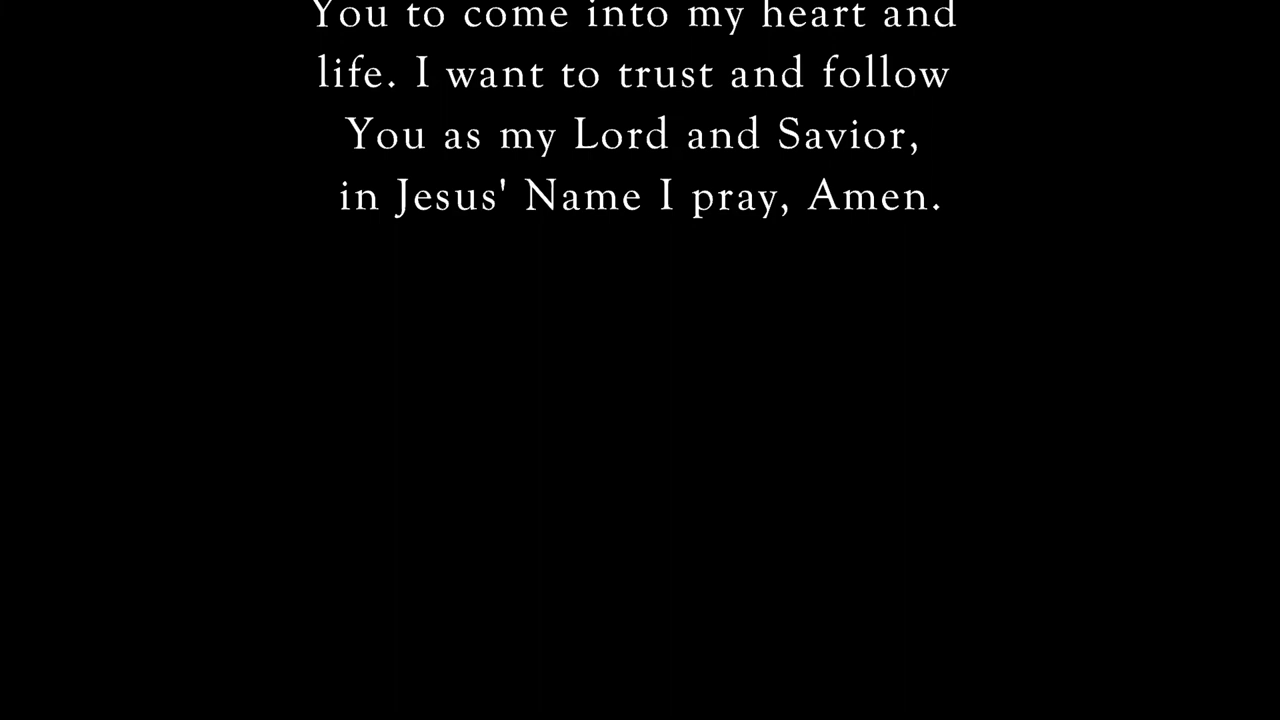 You to come into my heart and
life. I want to trust and follow
You as my Lord and Savior,
in Jesus' Name I pray, Amen.